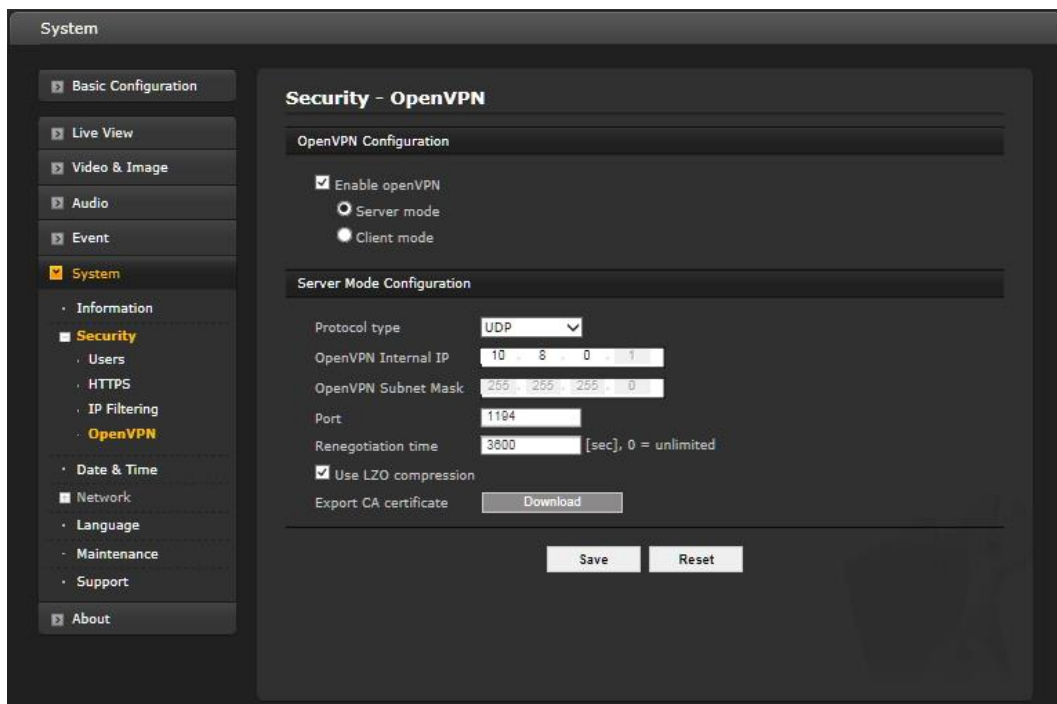 System
Basic Configuration
Live View
Video & Image
Audio
Event
System
Information
Security
Users
HTTPS
IP Filtering
OpenVPN
Date & Time
Network
Language
Maintenance
Support
About
Security - OpenVPN
OpenVPN Configuration
Enable openVPN
Server mode
Client mode
Server Mode Configuration
Protocol type UDP
OpenVPN Internal IP 10 . 8 . 0 . 1
OpenVPN Subnet Mask 255 . 255 . 255 . 0
Port 1194
Renegotiation time 3600 [sec], 0 = unlimited
Use LZO compression
Export CA certificate Download
Save Reset